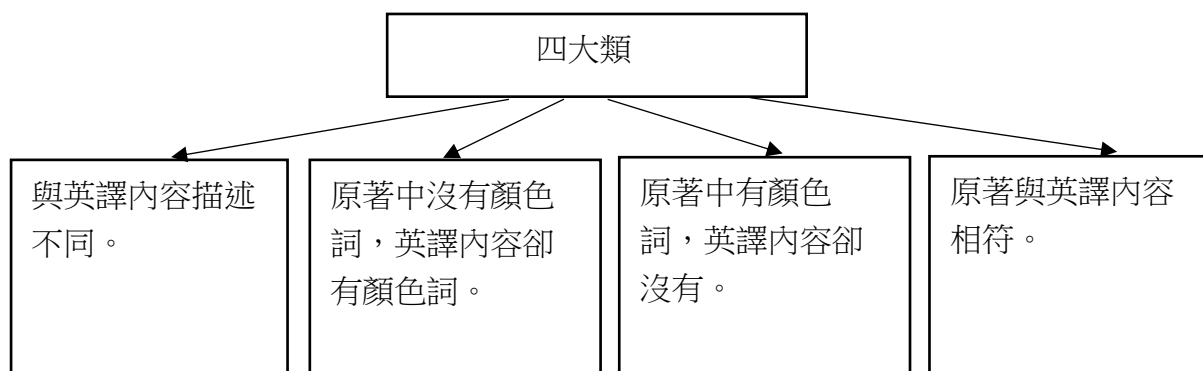 四大類
與英譯內容描述
不同。
原著中沒有顏色
詞，英譯內容卻
有顏色詞。
原著中有顏色
詞，英譯內容卻
沒有。
原著與英譯內容
相符。